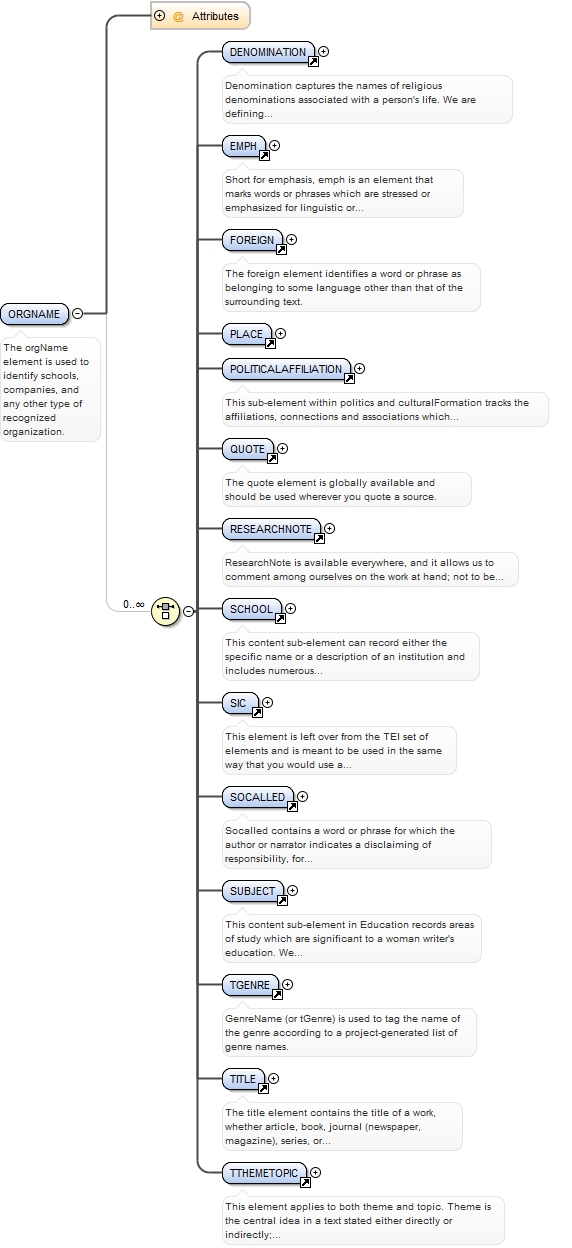 @ Attributes
DENOMINATION
Denomination captures the names of religious
denominations associated with a person's life. We are
defining...
EMPH
Short for emphasis, emph is an element that
marks words or phrases which are stressed or
emphasized for linguistic or...
FOREIGN
The foreign element identifies a word or phrase as
belonging to some language other than that of the
surrounding text.
ORGNAME
The orgName
element is used to
identify schools,
companies, and
any other type of
recognized
organization.
PLACE
POLITICALAFFILIATION
This sub-element within politics and culturalFormation tracks the
affiliations, connections and associations which...
QUOTE
The quote element is globally available and
should be used wherever you quote a source.
RESEARCHNOTE
ResearchNote is available everywhere, and it allows us to
comment among ourselves on the work at hand; not to be...
0..∞
SCHOOL
This content sub-element can record either the
specific name or a description of an institution and
includes numerous...
SIC
This element is left over from the TEI set of
elements and is meant to be used in the same
way that you would use a...
SOCALLED
Socalled contains a word or phrase for which the
author or narrator indicates a disclaiming of
responsibility, for...
SUBJECT
This content sub-element in Education records areas
of study which are significant to a woman writer's
education. We...
TGENRE
GenreName (or tGenre) is used to tag the name of
the genre according to a project-generated list of
genre names.
TITLE
The title element contains the title of a work,
whether article, book, journal (newspaper,
magazine), series, or...
TTHEMETOPIC
This element applies to both theme and topic. Theme is
the central idea in a text stated either directly or
indirectly;...